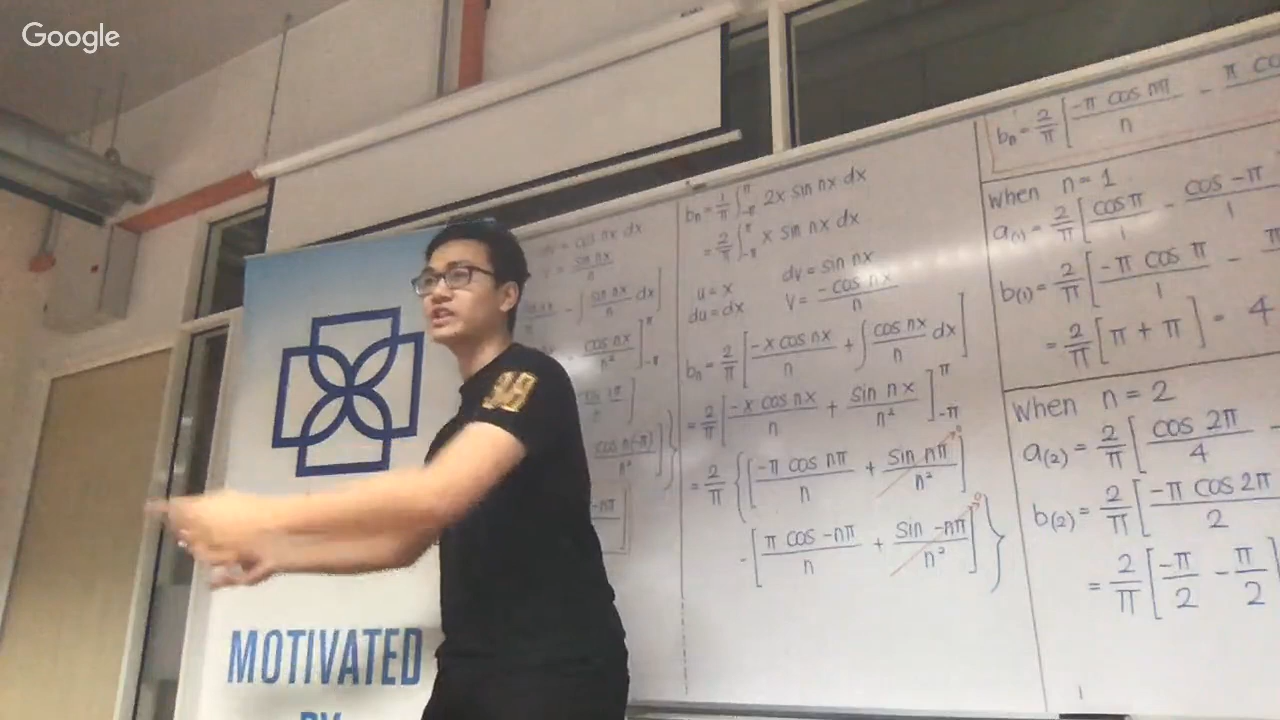 Google
MOTIVATED
BY
bn = 1/π ∫_{-π}^{π} 2x sin nx dx
= 2/π ∫_{-π}^{π} x sin nx dx
u = x dv = sin nx
du = dx v = -cos nx / n
bn = 2/π [ -x cos nx / n + ∫ cos nx / n dx ]
= 2/π [ -x cos nx / n + sin nx / n² ]_{-π}^{π}
= 2/π { [ -π cos nπ / n + sin nπ / n² ]
- [ π cos -nπ / n + sin -nπ / n² ] }
bn = 2/π [ -π cos nπ / n - π co
When n = 1
a(1) = 2/π [ cos π / 1 - cos -π / 1
b(1) = 2/π [ -π cos π / 1 - π
= 2/π [ π + π ] = 4
When n = 2
a(2) = 2/π [ cos 2π / 4 -
b(2) = 2/π [ -π cos 2π / 2
= 2/π [ -π/2 - π/2 ]